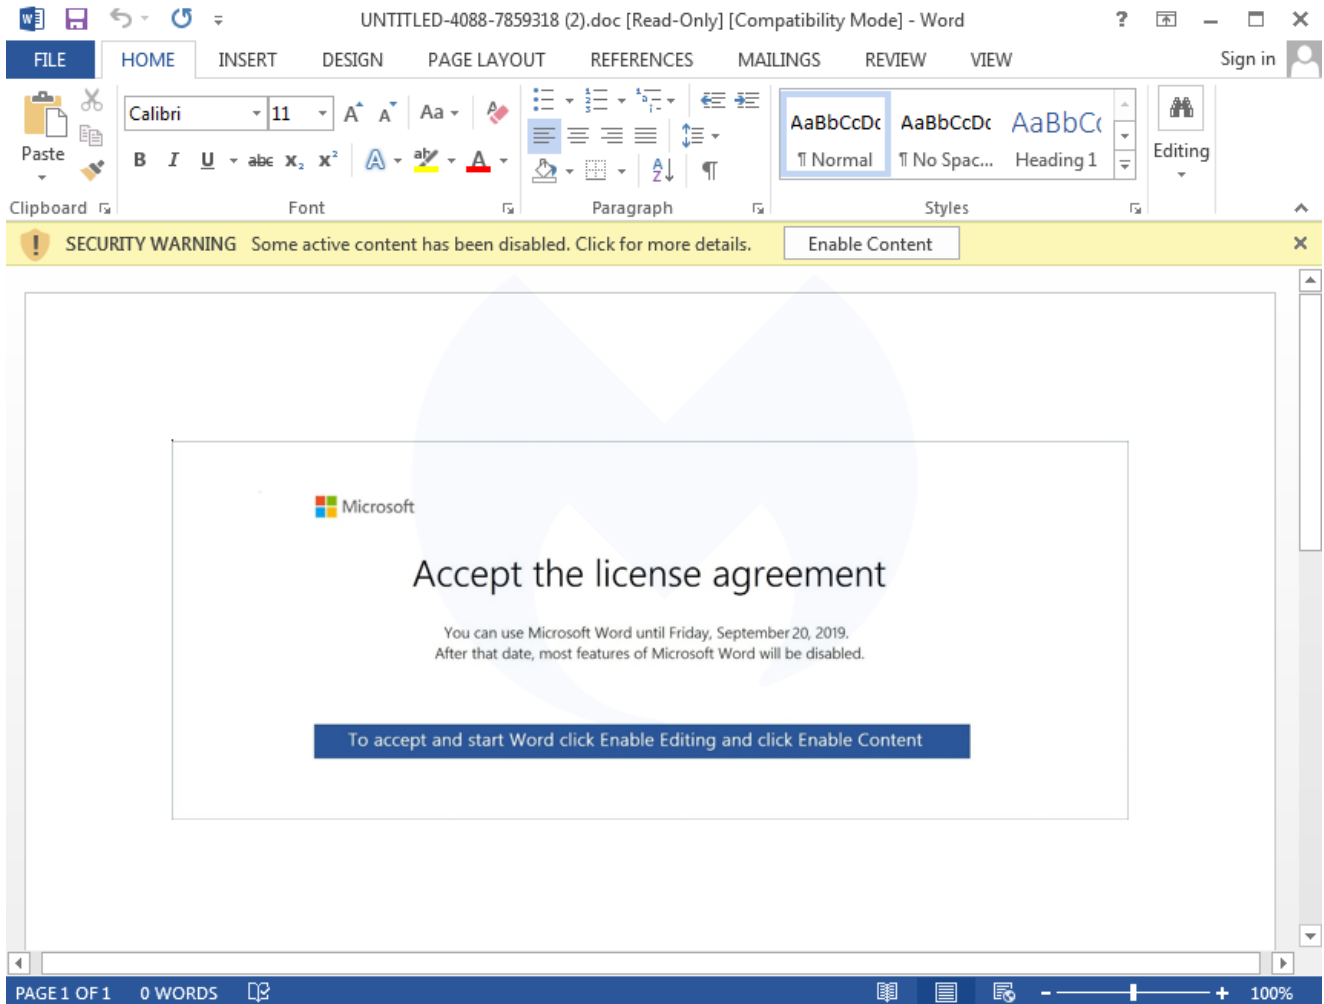 UNTITLED-4088-7859318 (2).doc [Read-Only] [Compatibility Mode] - Word
FILE HOME INSERT DESIGN PAGE LAYOUT REFERENCES MAILINGS REVIEW VIEW Sign in
Calibri 11 Aa
AaBbCcDc AaBbCcDc AaBbCc
Paste
B I U abc X₂ X² A ab A
¶ Normal ¶ No Spac... Heading 1
Editing
Clipboard Font Paragraph Styles
SECURITY WARNING Some active content has been disabled. Click for more details. Enable Content
Microsoft
Accept the license agreement
You can use Microsoft Word until Friday, September 20, 2019.
After that date, most features of Microsoft Word will be disabled.
To accept and start Word click Enable Editing and click Enable Content
PAGE 1 OF 1 0 WORDS 100%